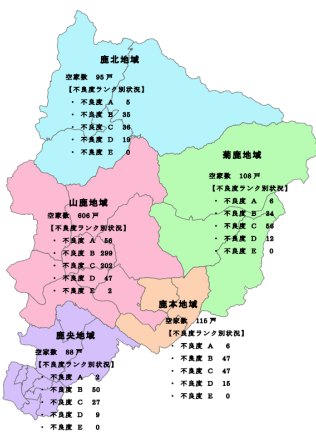 鹿北地域
空家数 95戸
【不良度ランク別状況】
・ 不良度 A 5
・ 不良度 B 35
・ 不良度 C 36
・ 不良度 D 19
・ 不良度 E 0
菊鹿地域
空家数 108戸
【不良度ランク別状況】
・ 不良度 A 6
・ 不良度 B 34
・ 不良度 C 56
・ 不良度 D 12
・ 不良度 E 0
山鹿地域
空家数 606戸
【不良度ランク別状況】
・ 不良度 A 56
・ 不良度 B 299
・ 不良度 C 202
・ 不良度 D 47
・ 不良度 E 2
鹿本地域
空家数 115戸
【不良度ランク別状況】
・ 不良度 A 6
・ 不良度 B 47
・ 不良度 C 47
・ 不良度 D 15
・ 不良度 E 0
鹿央地域
空家数 88戸
【不良度ランク別状況】
・ 不良度 A 2
・ 不良度 B 50
・ 不良度 C 27
・ 不良度 D 9
・ 不良度 E 0